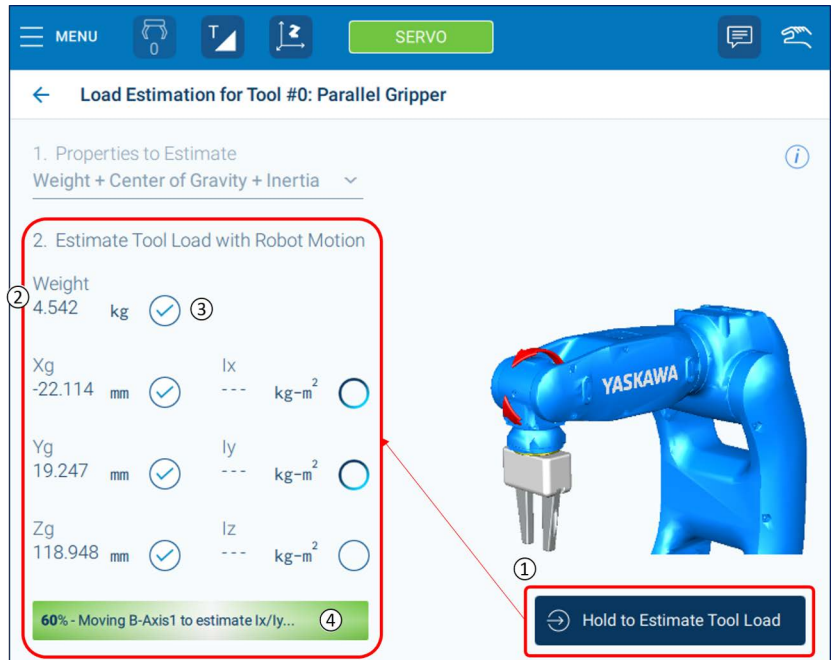 MENU
0
T
SERVO
Load Estimation for Tool #0: Parallel Gripper
1. Properties to Estimate
Weight + Center of Gravity + Inertia
i
2. Estimate Tool Load with Robot Motion
②
Weight
4.542 kg
③
Xg
-22.114 mm
Ix
--- kg-m²
Yg
19.247 mm
Iy
--- kg-m²
Zg
118.948 mm
Iz
--- kg-m²
60% - Moving B-Axis1 to estimate Ix/Iy...
④
YASKAWA
①
Hold to Estimate Tool Load